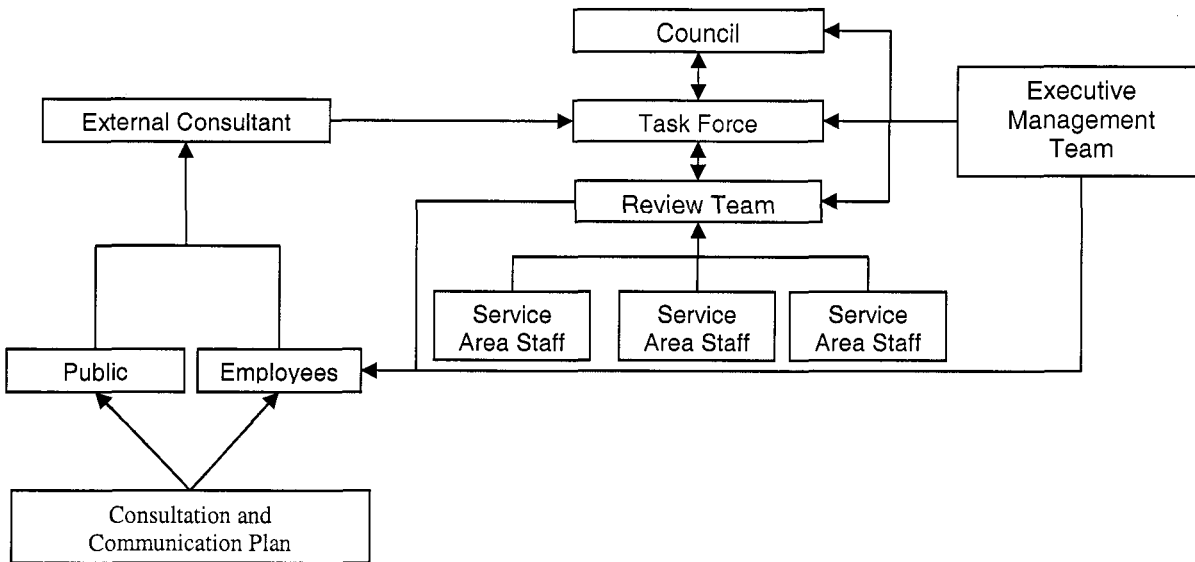 Council
Executive
Management
Team
External Consultant
Task Force
Review Team
Service
Area Staff
Service
Area Staff
Service
Area Staff
Public
Employees
Consultation and
Communication Plan